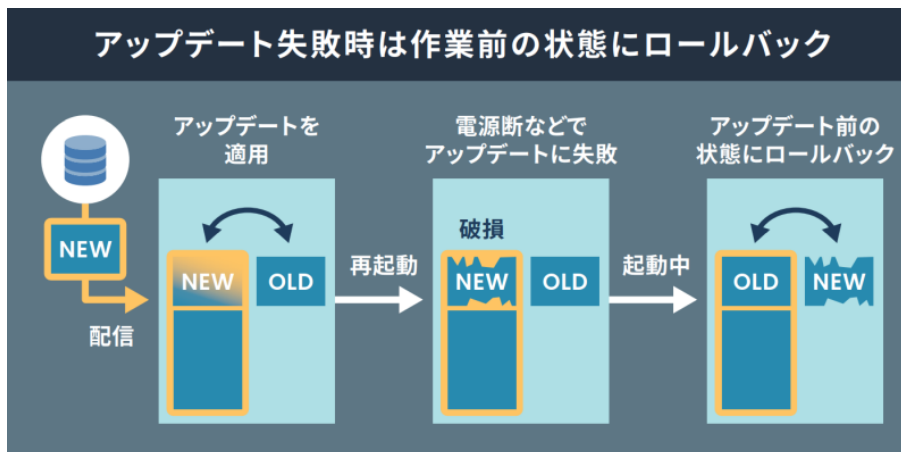 アップデート失敗時は作業前の状態にロールバック
アップデートを
適用
電源断などで
アップデートに失敗
アップデート前の
状態にロールバック
NEW
配信
NEW
OLD
再起動
破損
NEW
OLD
起動中
OLD
NEW